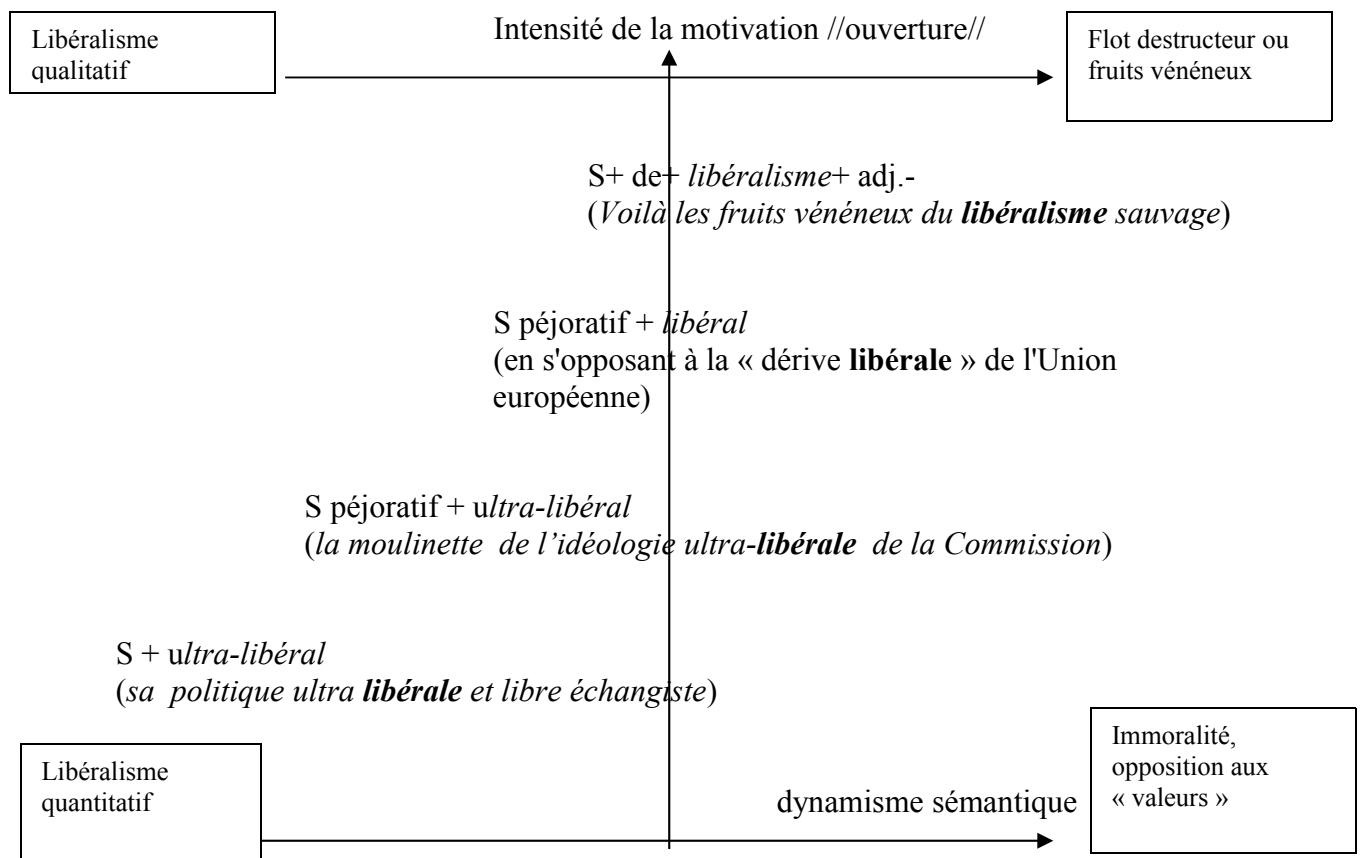 Libéralisme
qualitatif
Intensité de la motivation //ouverture//
Flot destructeur ou
fruits vénéneux
S+ de+ libéralisme+ adj.-
(Voilà les fruits vénéneux du libéralisme sauvage)
S péjoratif + libéral
(en s'opposant à la « dérive libérale » de l'Union
européenne)
S péjoratif + ultra-libéral
(la moulinette de l’idéologie ultra-libérale de la Commission)
S + ultra-libéral
(sa politique ultra libérale et libre échangiste)
Libéralisme
quantitatif
dynamisme sémantique
Immoralité,
opposition aux
« valeurs »